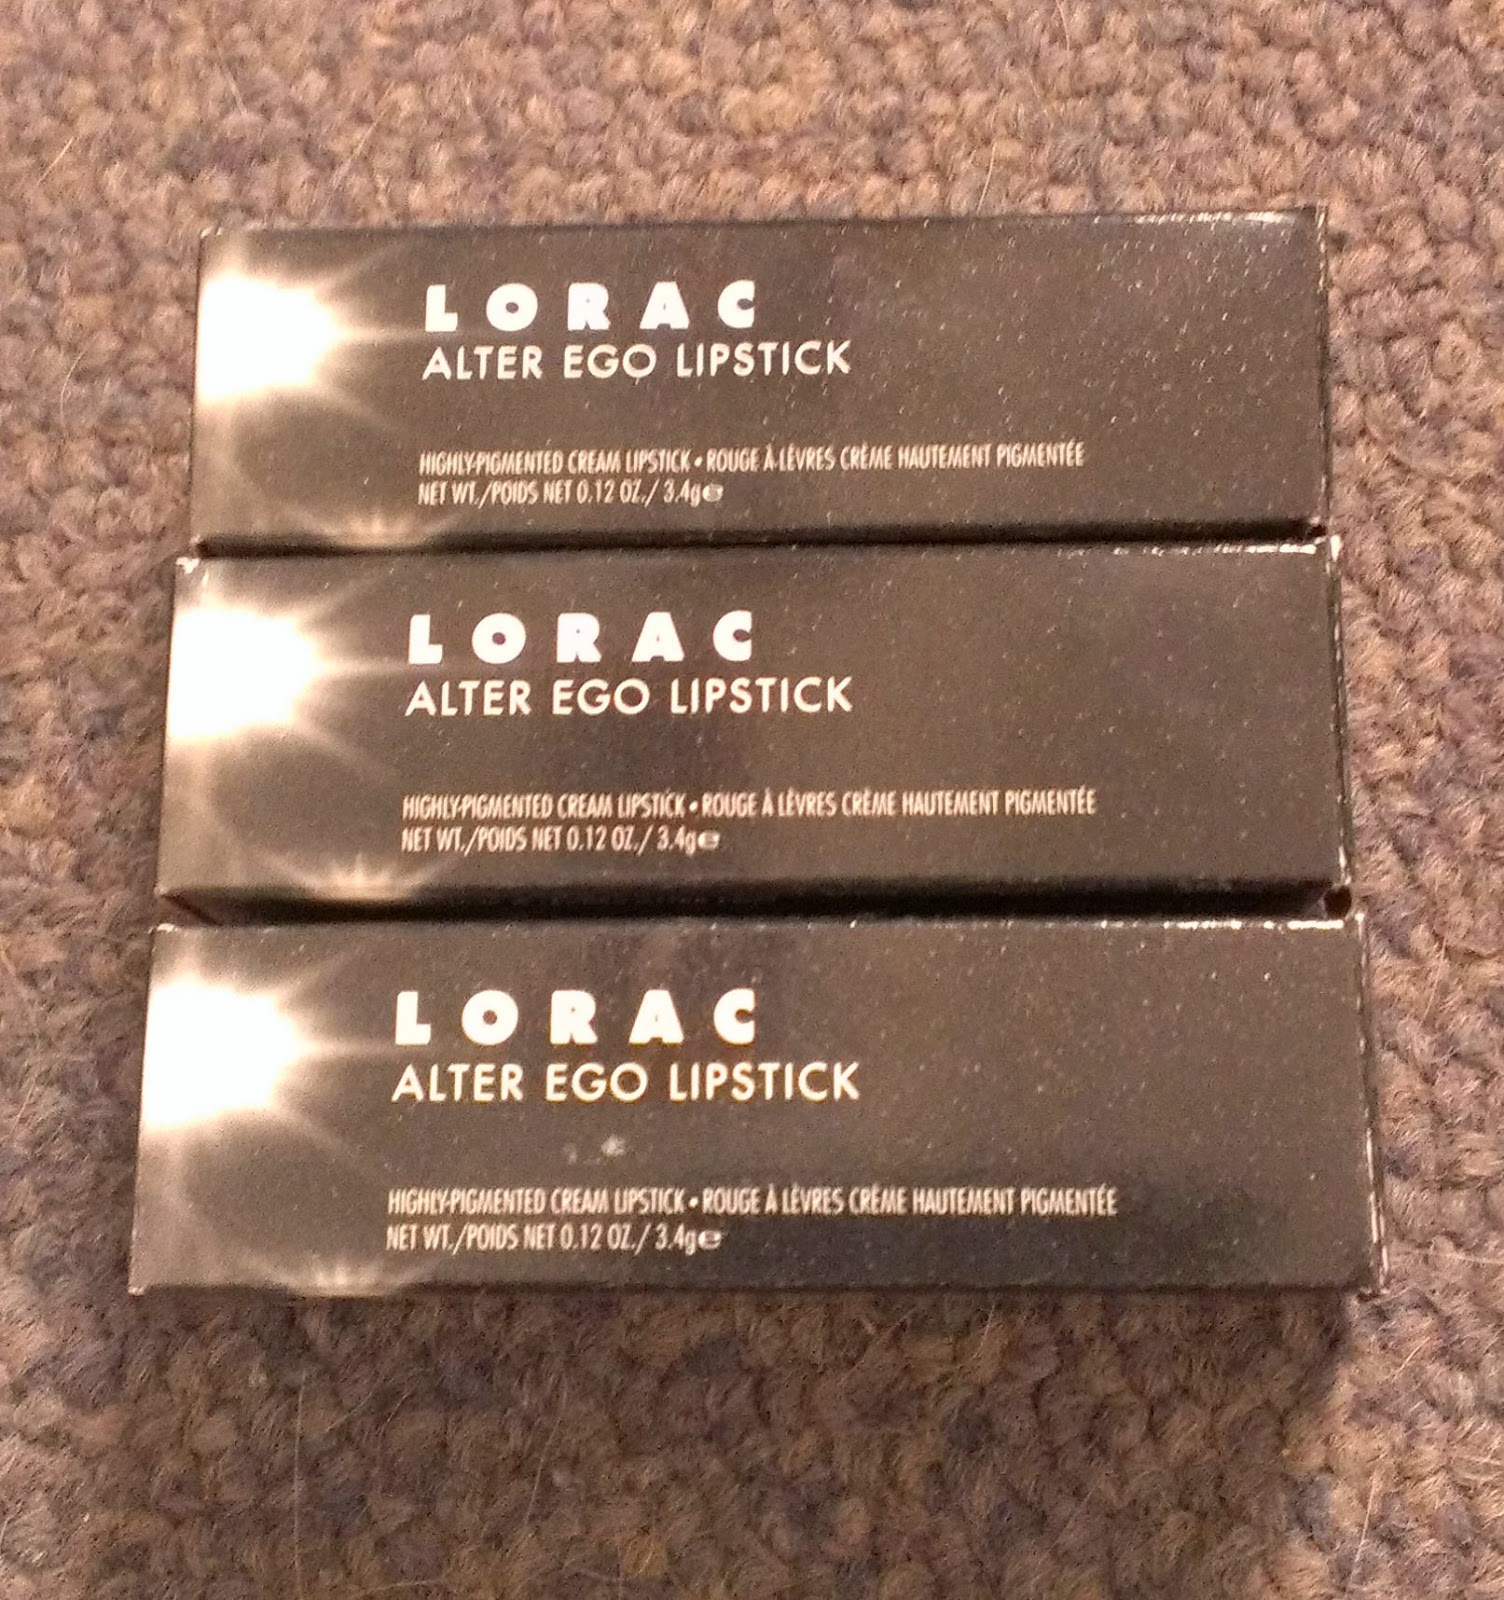 LORAC
ALTER EGO LIPSTICK
HIGHLY-PIGMENTED CREAM LIPSTICK • ROUGE À LÈVRES CRÈME HAUTEMENT PIGMENTÉE
NET WT./POIDS NET 0.12 OZ./ 3.4g℮
LORAC
ALTER EGO LIPSTICK
HIGHLY-PIGMENTED CREAM LIPSTICK • ROUGE À LÈVRES CRÈME HAUTEMENT PIGMENTÉE
NET WT./POIDS NET 0.12 OZ./ 3.4g℮
LORAC
ALTER EGO LIPSTICK
HIGHLY-PIGMENTED CREAM LIPSTICK • ROUGE À LÈVRES CRÈME HAUTEMENT PIGMENTÉE
NET WT./POIDS NET 0.12 OZ./ 3.4g℮